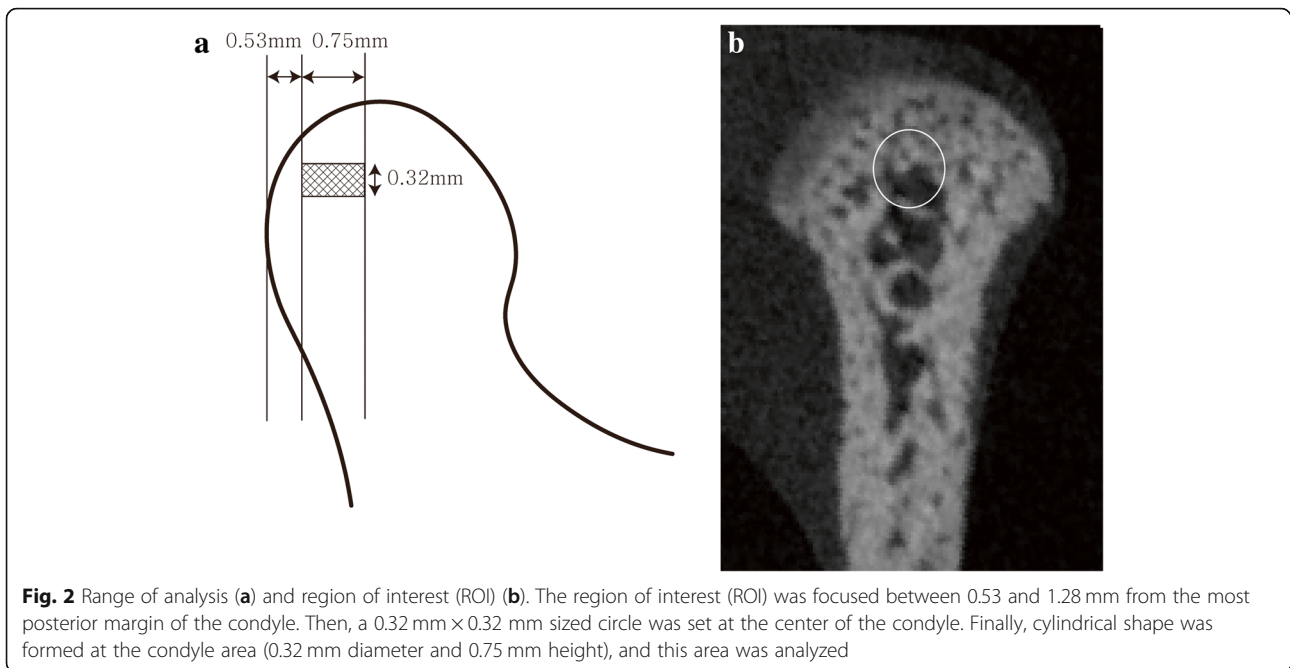 a
0.53mm 0.75mm
0.32mm
b
Fig. 2 Range of analysis (a) and region of interest (ROI) (b). The region of interest (ROI) was focused between 0.53 and 1.28 mm from the most
posterior margin of the condyle. Then, a 0.32 mm × 0.32 mm sized circle was set at the center of the condyle. Finally, cylindrical shape was
formed at the condyle area (0.32 mm diameter and 0.75 mm height), and this area was analyzed